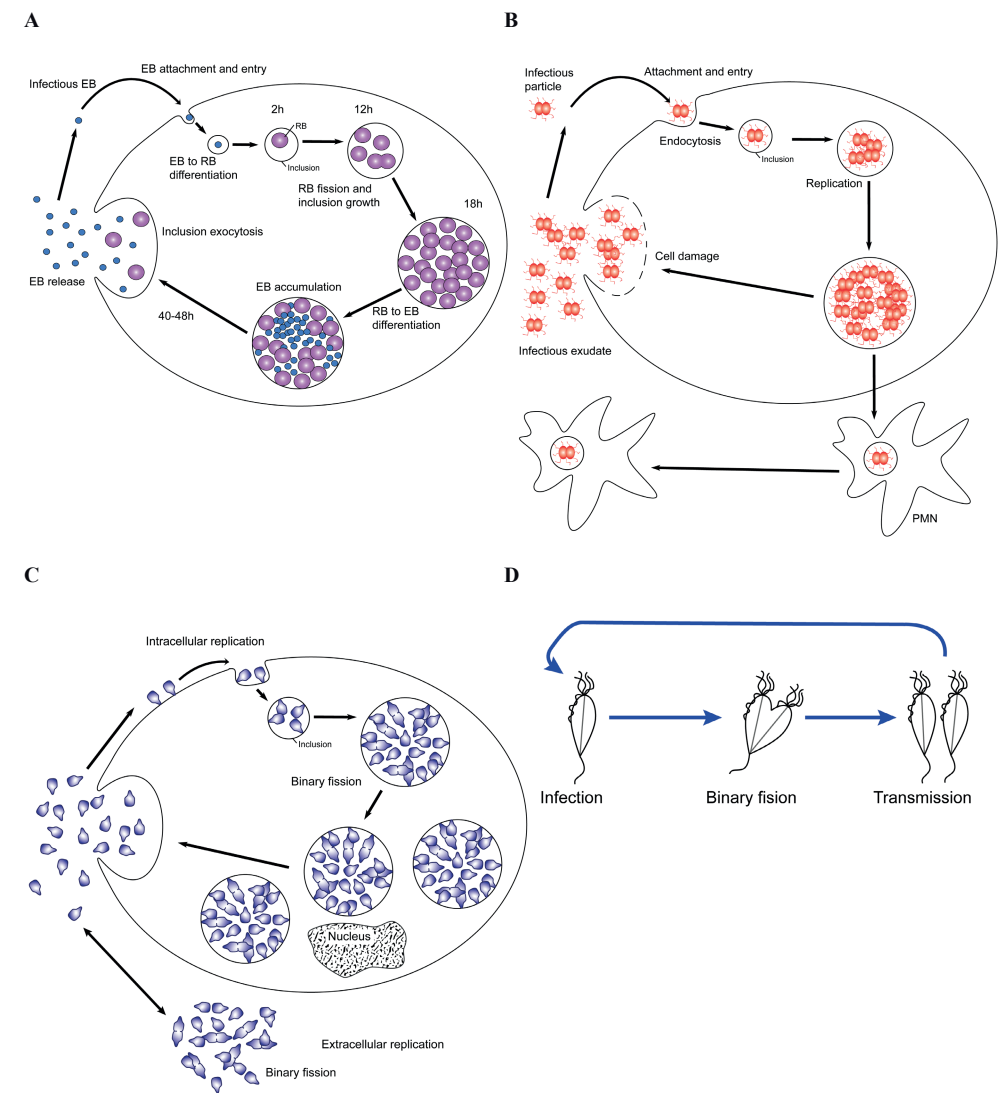 A
Infectious EB
EB attachment and entry
2h
RB
Inclusion
12h
EB to RB
differentiation
RB fission and
inclusion growth
18h
Inclusion exocytosis
EB release
EB accumulation
RB to EB
differentiation
40-48h
B
Infectious
particle
Attachment and entry
Endocytosis
Inclusion
Replication
Cell damage
Infectious exudate
PMN
C
Intracellular replication
Inclusion
Binary fission
Nucleus
Extracellular replication
Binary fission
D
Infection
Binary fision
Transmission